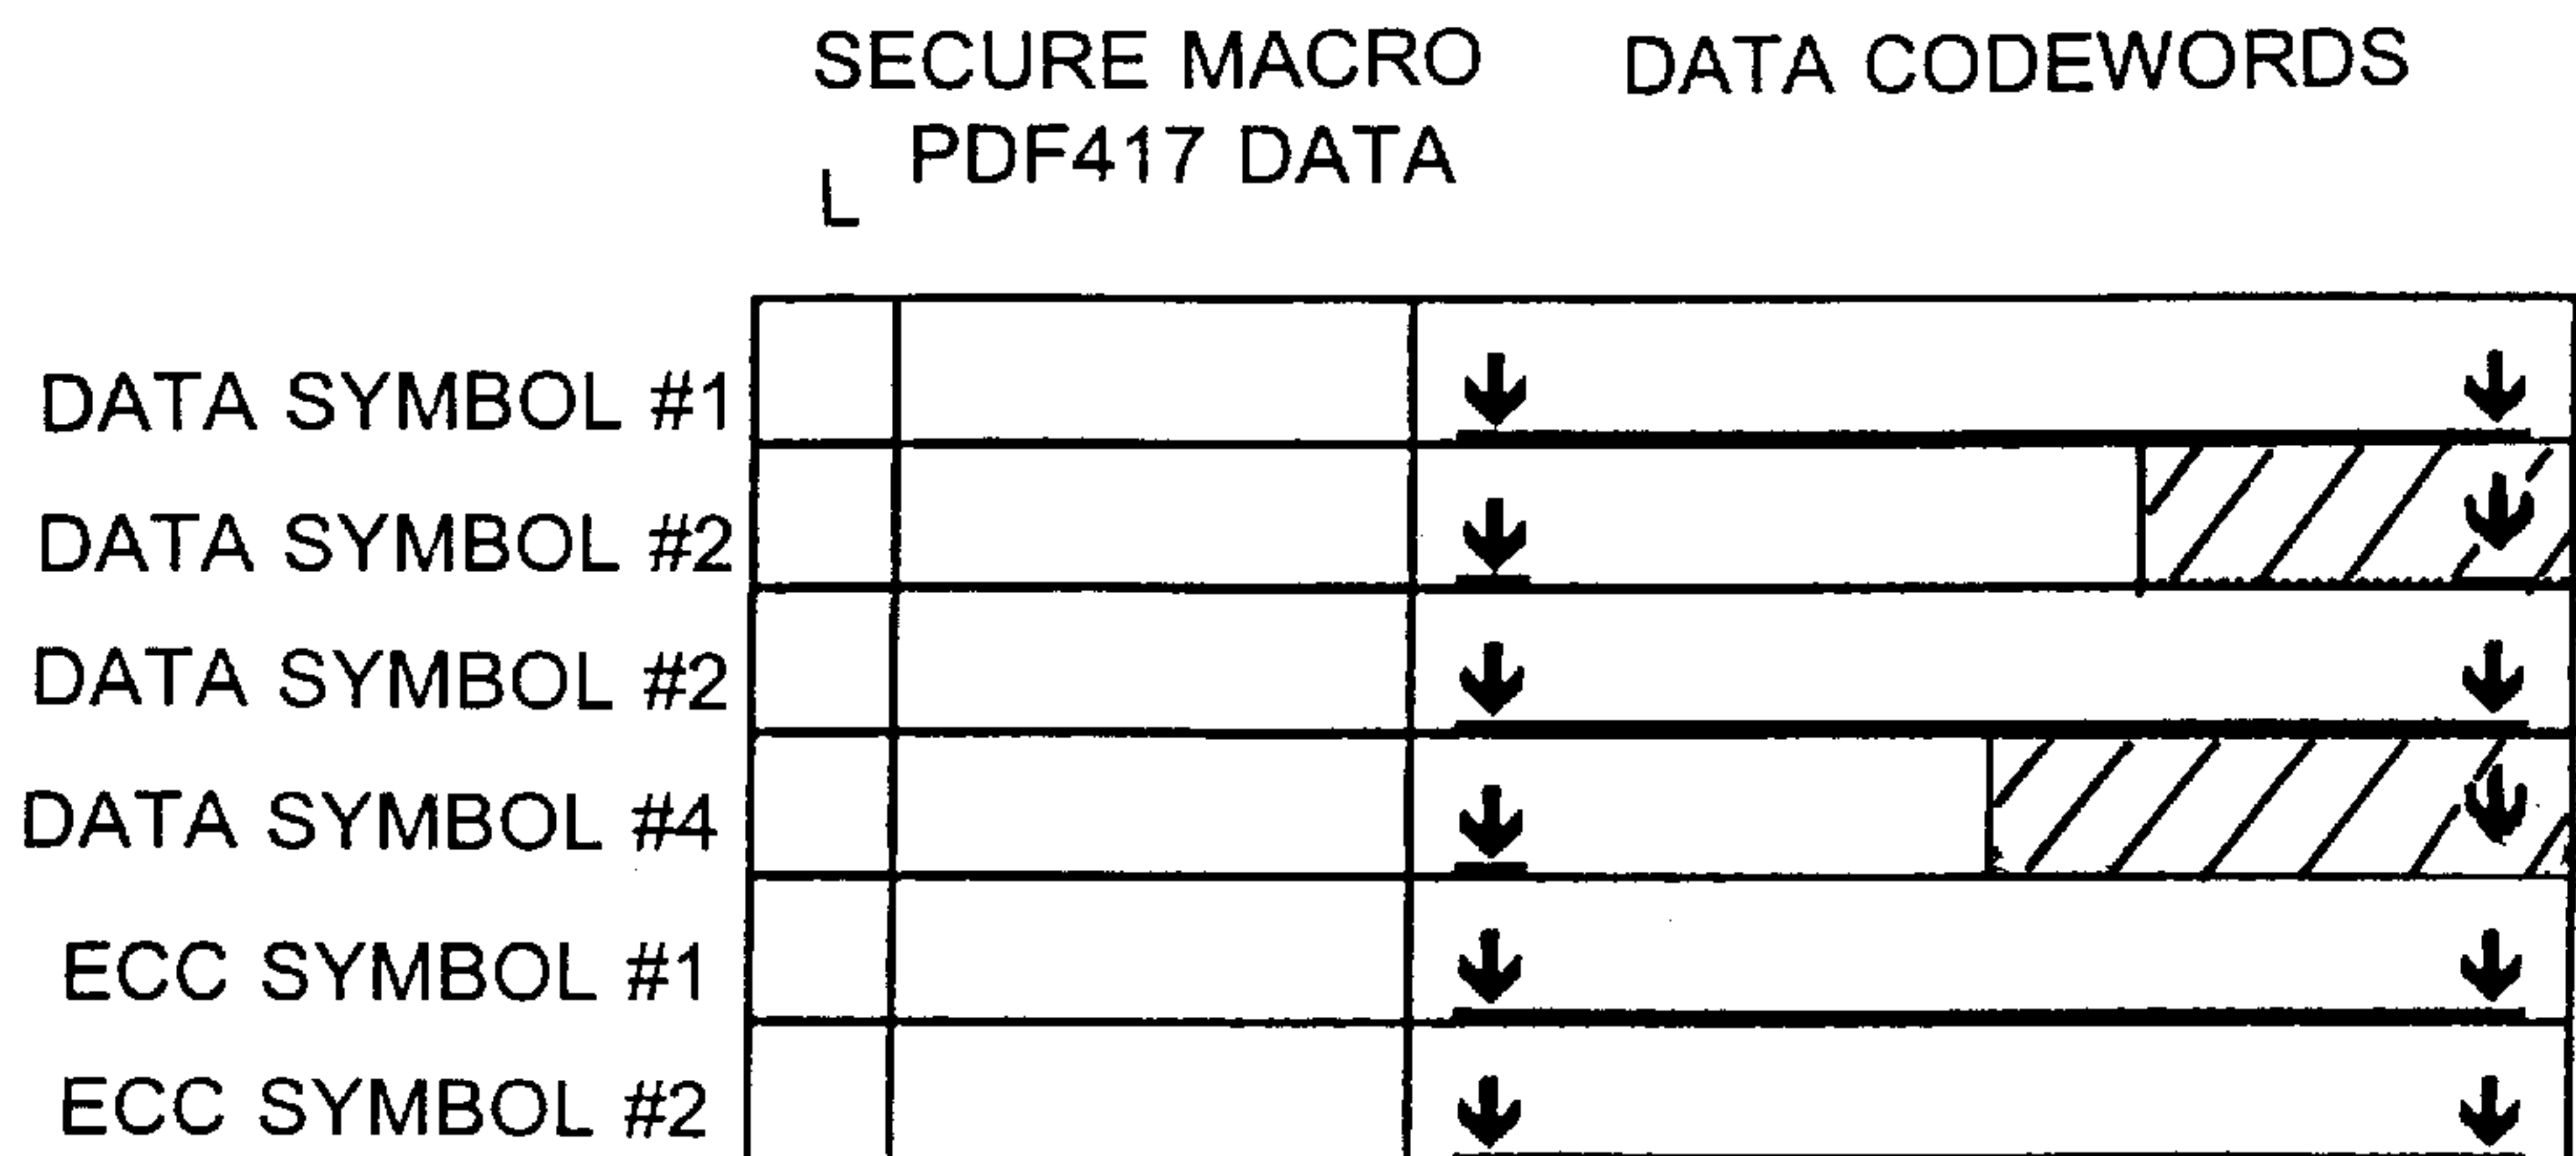 SECURE MACRO DATA CODEWORDS
PDF417 DATA
L
DATA SYMBOL #1
DATA SYMBOL #2
DATA SYMBOL #2
DATA SYMBOL #4
ECC SYMBOL #1
ECC SYMBOL #2